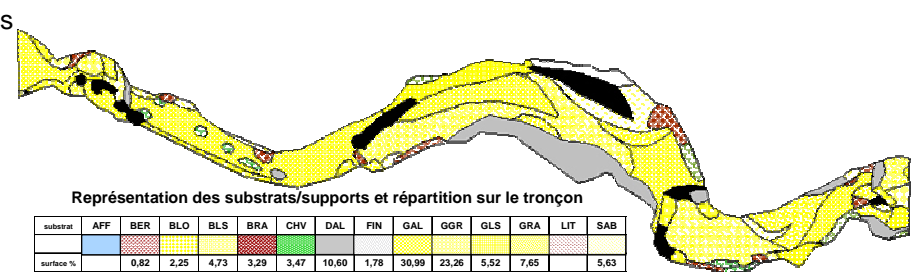 s
Représentation des substrats/supports et répartition sur le tronçon
substrat AFF BER BLO BLS BRA CHV DAL FIN GAL GGR GLS GRA LIT SAB
surface % 0,82 2,25 4,73 3,29 3,47 10,60 1,78 30,99 23,26 5,52 7,65 5,63